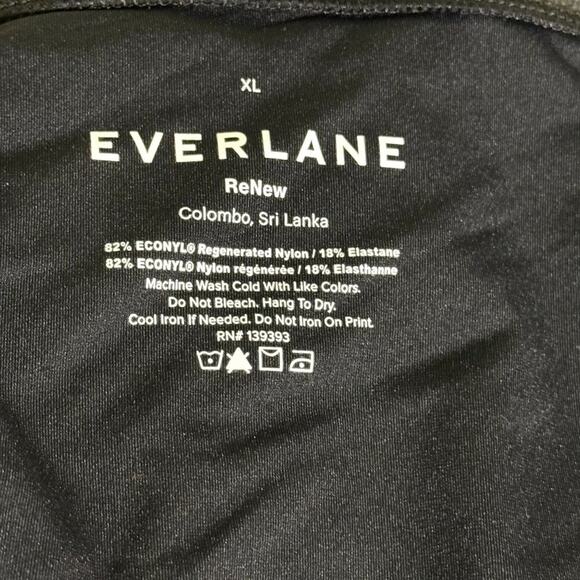 XL
EVERLANE
ReNew
Colombo, Sri Lanka
82% ECONYL® Regenerated Nylon / 18% Elastane
82% ECONYL® Nylon régénérée / 18% Elasthanne
Machine Wash Cold With Like Colors.
Do Not Bleach. Hang To Dry.
Cool Iron If Needed. Do Not Iron On Print.
RN# 139393